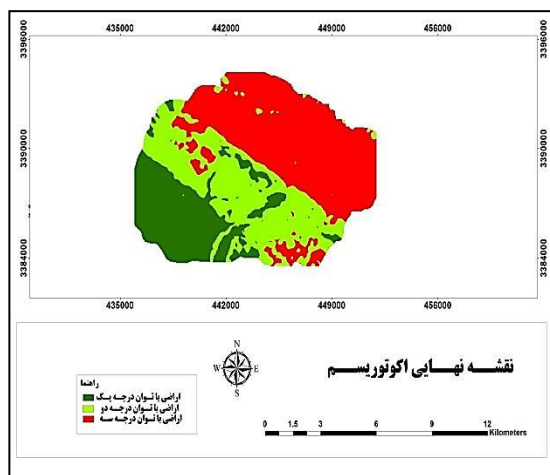 435000 442000 449000 456000
3396000 3396000
3390000 3390000
3384000 3384000
435000 442000 449000 456000
نقشه نهایی اکوتوریسم
N
W E
S
راهنما
اراضی با توان درجه یک
اراضی با توان درجه دو
اراضی با توان درجه سه
0 1.5 3 6 9 12
Kilometers